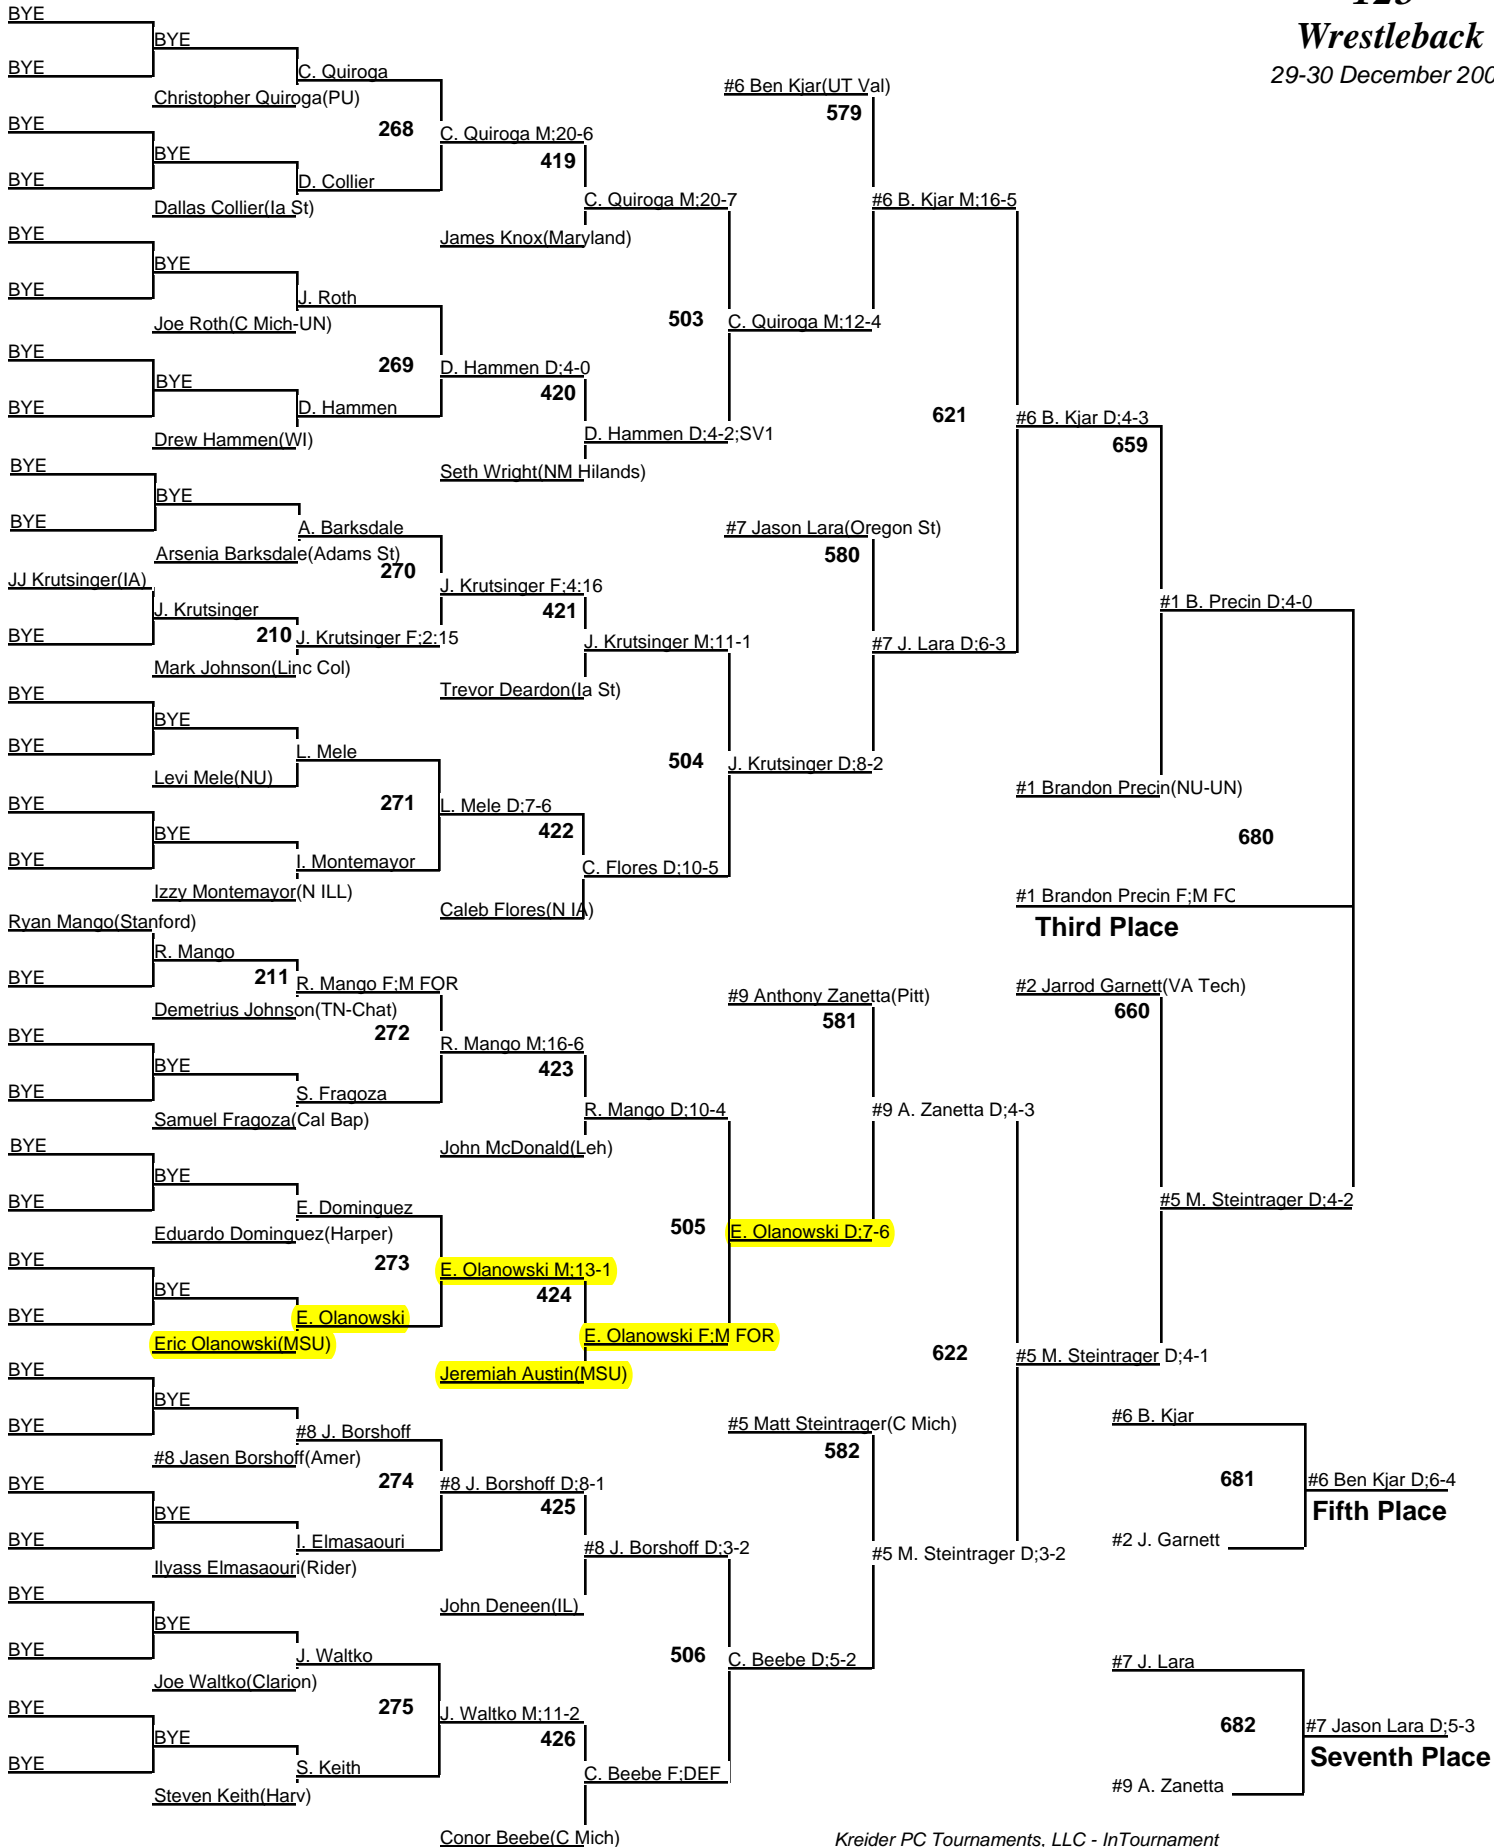 125
Wrestleback
29-30 December 200
BYE
BYE
BYE
C. Quiroga
BYE
Christopher Quiroga(PU)
268
BYE
C. Quiroga M;20-6
419
BYE
D. Collier
BYE
Dallas Collier(Ia St)
C. Quiroga M;20-7
James Knox(Maryland)
#6 Ben Kjar(UT Val)
579
#6 B. Kjar M;16-5
BYE
BYE
BYE
J. Roth
Joe Roth(C Mich-UN)
503
C. Quiroga M;12-4
BYE
269
D. Hammen D;4-0
BYE
420
BYE
D. Hammen
621
#6 B. Kjar D;4-3
Drew Hammen(WI)
D. Hammen D;4-2;SV1
659
BYE
Seth Wright(NM Hilands)
BYE
BYE
A. Barksdale
#7 Jason Lara(Oregon St)
Arsenia Barksdale(Adams St)
270
580
JJ Krutsinger(IA)
J. Krutsinger F;4:16
J. Krutsinger
421
#1 B. Precin D;4-0
BYE
210
J. Krutsinger F;2:15
J. Krutsinger M;11-1
#7 J. Lara D;6-3
Mark Johnson(Linc Col)
BYE
Trevor Deardon(Ia St)
BYE
BYE
L. Mele
504
J. Krutsinger D;8-2
Levi Mele(NU)
#1 Brandon Precin(NU-UN)
BYE
271
L. Mele D;7-6
BYE
422
680
BYE
I. Montemayor
C. Flores D;10-5
Izzy Montemayor(N ILL)
#1 Brandon Precin F;M FC
Caleb Flores(N IA)
Ryan Mango(Stanford)
Third Place
R. Mango
BYE
211
R. Mango F;M FOR
#9 Anthony Zanetta(Pitt)
#2 Jarrod Garnett(VA Tech)
Demetrius Johnson(TN-Chat)
272
581
660
BYE
R. Mango M;16-6
BYE
423
BYE
S. Fragoza
R. Mango D;10-4
#9 A. Zanetta D;4-3
Samuel Fragoza(Cal Bap)
BYE
John McDonald(Leh)
BYE
BYE
E. Dominguez
#5 M. Steintrager D;4-2
Eduardo Dominguez(Harper)
505
E. Olanowski D;7-6
BYE
273
E. Olanowski M;13-1
BYE
424
BYE
E. Olanowski
Eric Olanowski(MSU)
E. Olanowski F;M FOR
622
#5 M. Steintrager D;4-1
BYE
Jeremiah Austin(MSU)
BYE
BYE
#8 J. Borshoff
#5 Matt Steintrager(C Mich)
#6 B. Kjar
#8 Jasen Borshoff(Amer)
582
BYE
274
#8 J. Borshoff D;8-1
681
#6 Ben Kjar D;6-4
BYE
425
Fifth Place
BYE
I. Elmasaouri
#8 J. Borshoff D;3-2
#5 M. Steintrager D;3-2
#2 J. Garnett
Ilyass Elmasaouri(Rider)
BYE
John Deneen(IL)
BYE
BYE
J. Waltko
506
C. Beebe D;5-2
#7 J. Lara
Joe Waltko(Clarion)
BYE
275
J. Waltko M;11-2
BYE
426
682
#7 Jason Lara D;5-3
BYE
S. Keith
C. Beebe F;DEF
Seventh Place
Steven Keith(Harv)
#9 A. Zanetta
Conor Beebe(C Mich)
Kreider PC Tournaments, LLC - InTournament